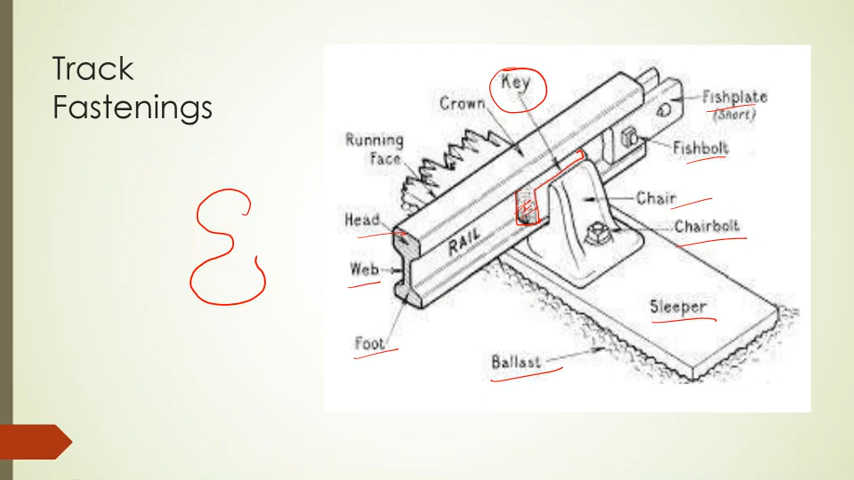 Track
Fastenings
Key
Crown
Fishplate
(Short)
Running
Face
Fishbolt
Chair
Head
Chairbolt
RAIL
Web
Sleeper
Foot
Ballast